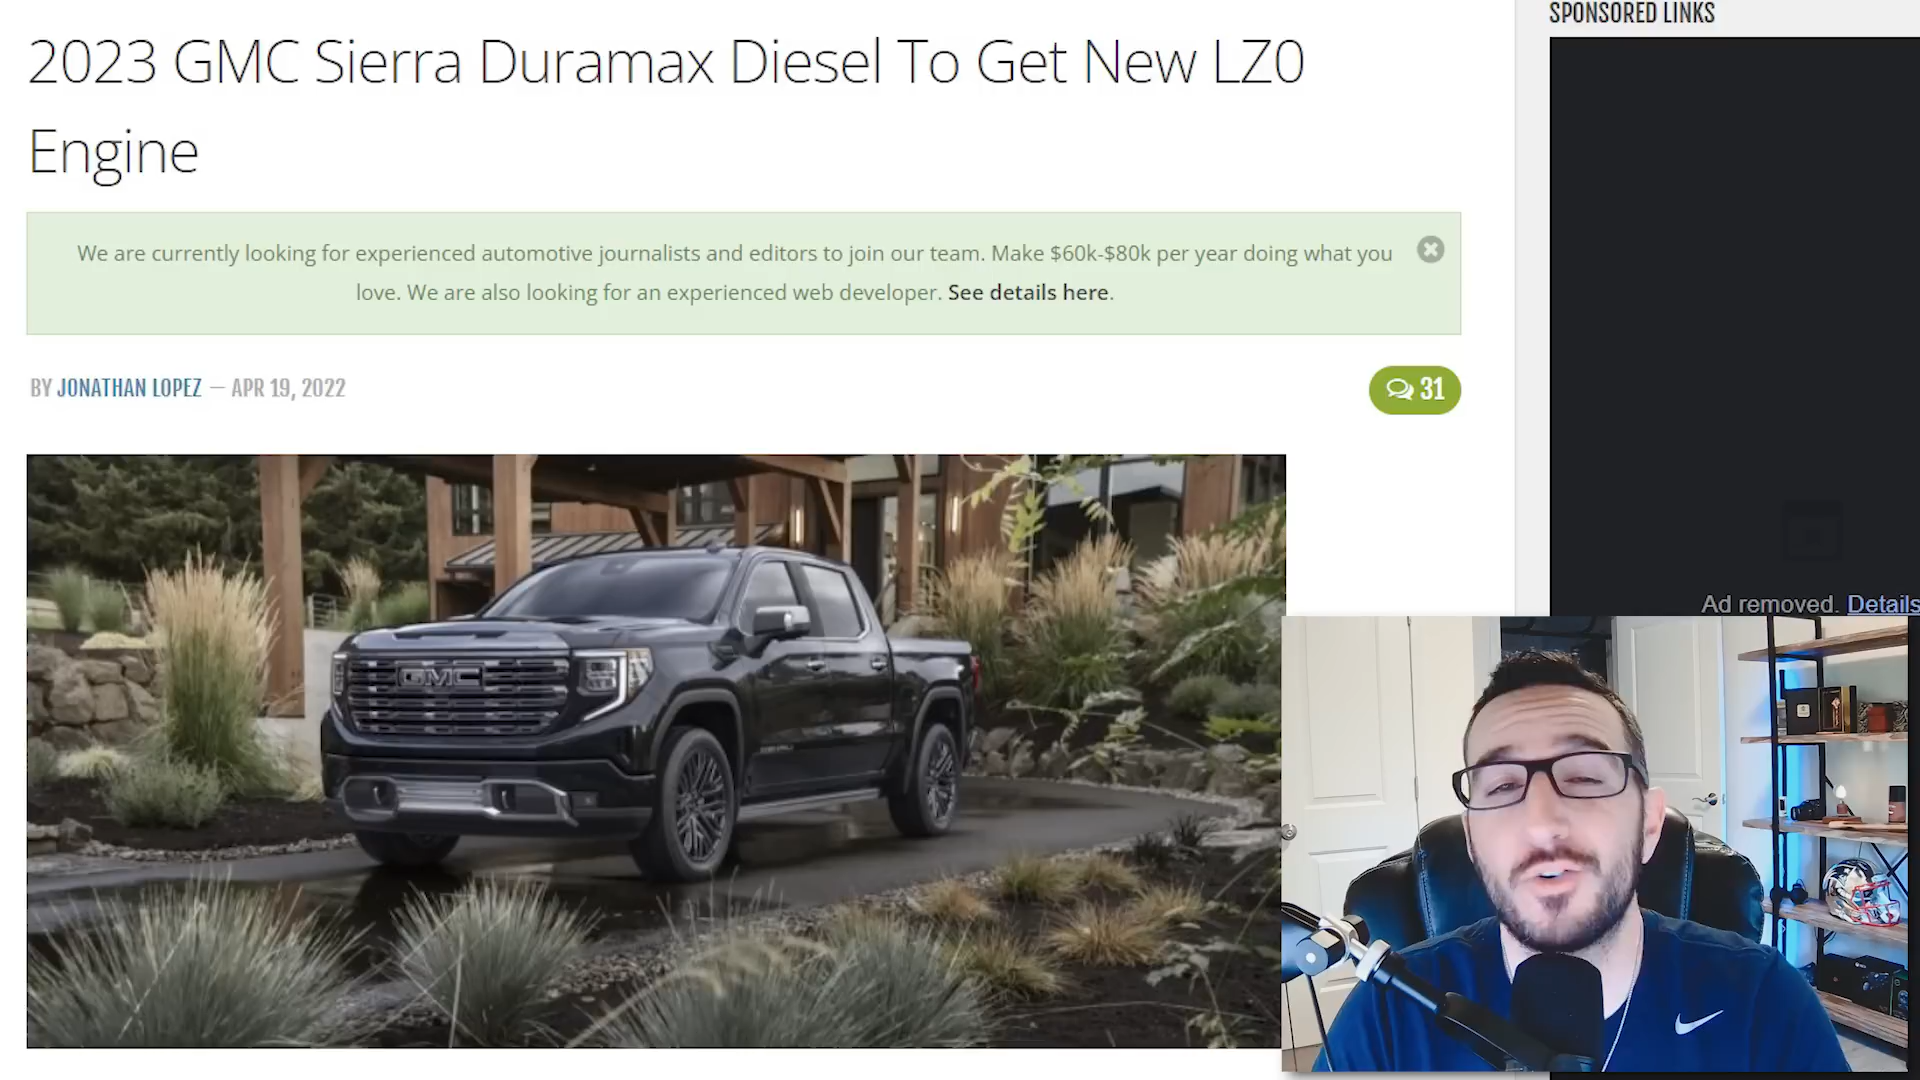 SPONSORED LINKS
2023 GMC Sierra Duramax Diesel To Get New LZ0
Engine
We are currently looking for experienced automotive journalists and editors to join our team. Make $60k-$80k per year doing what you
love. We are also looking for an experienced web developer. See details here.
BY JONATHAN LOPEZ — APR 19, 2022
31
GMC
Ad removed. Details